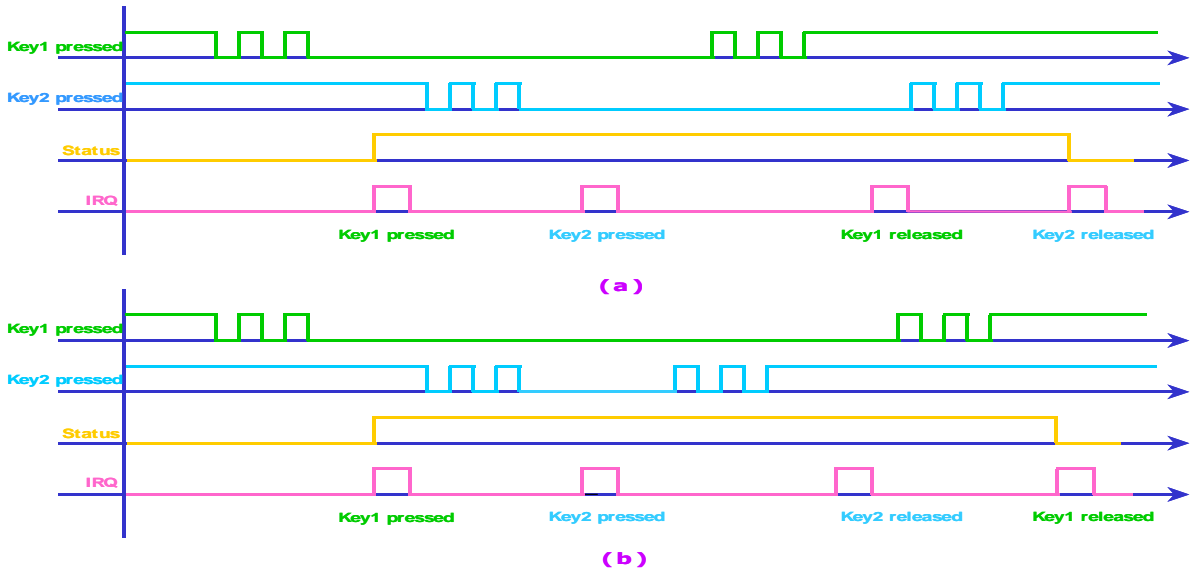 Key1 pressed
Key2 pressed
Status
IRQ
Key1 pressed Key2 pressed Key1 released Key2 released
(a)
Key1 pressed
Key2 pressed
Status
IRQ
Key1 pressed Key2 pressed Key2 released Key1 released
(b)